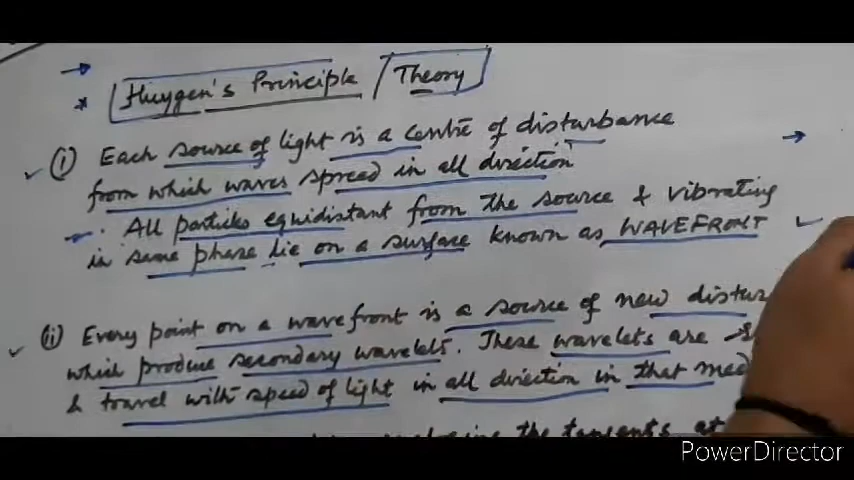 Huygen's Principle / Theory
(i) Each source of light is a centre of disturbance
from which waves spread in all direction
. All particles equidistant from the source & vibrating
in same phase lie on a surface known as WAVEFRONT
(ii) Every point on a wavefront is a source of new
which produce secondary wavelets. These wavelets are
& travel with speed of light in all direction in that
the tangents at
PowerDirector